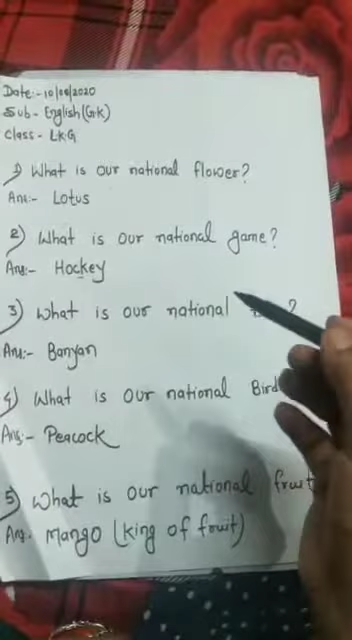 Date:- 10/09/2020
Sub - English(GK)
Class - LKG
1) What is our national flower?
Ans:- Lotus
2) What is our national game?
Ans:- Hockey
3) What is our national ?
Ans:- Banyan
4) What is our national Bird
Ans:- Peacock
5) What is our national fruit
Ans:- Mango (king of fruit)